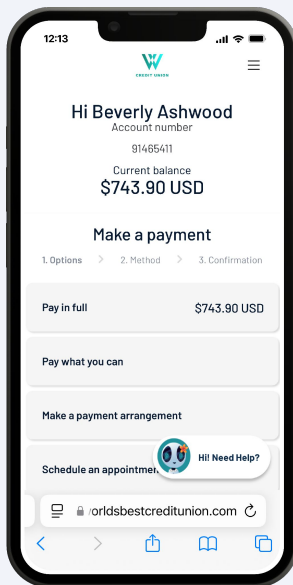 12:13
W
CREDIT UNION
Hi Beverly Ashwood
Account number
91465411
Current balance
$743.90 USD
Make a payment
1. Options > 2. Method > 3. Confirmation
Pay in full $743.90 USD
Pay what you can
Make a payment arrangement
Schedule an appointmen
Hi! Need Help?
orldsbestcreditunion.com